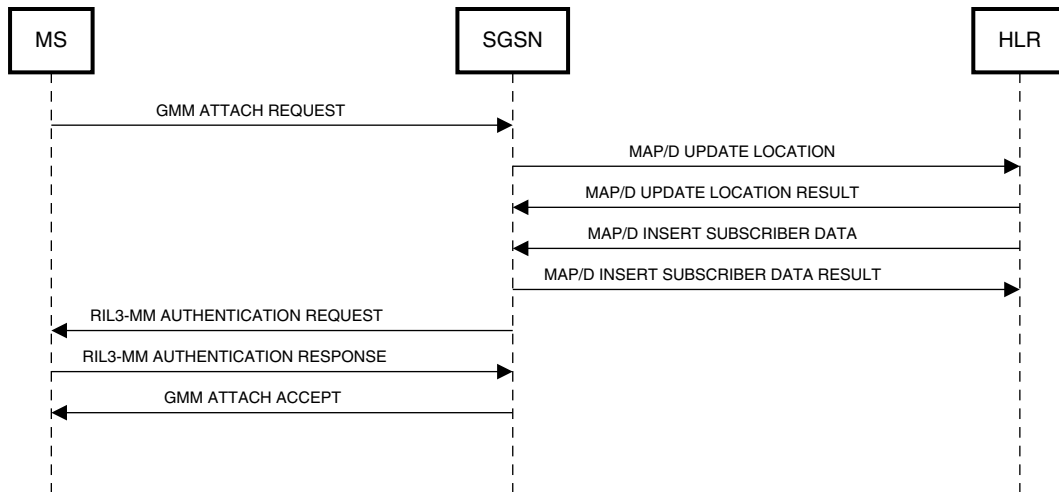 MS
SGSN
HLR
GMM ATTACH REQUEST
MAP/D UPDATE LOCATION
MAP/D UPDATE LOCATION RESULT
MAP/D INSERT SUBSCRIBER DATA
MAP/D INSERT SUBSCRIBER DATA RESULT
RIL3-MM AUTHENTICATION REQUEST
RIL3-MM AUTHENTICATION RESPONSE
GMM ATTACH ACCEPT